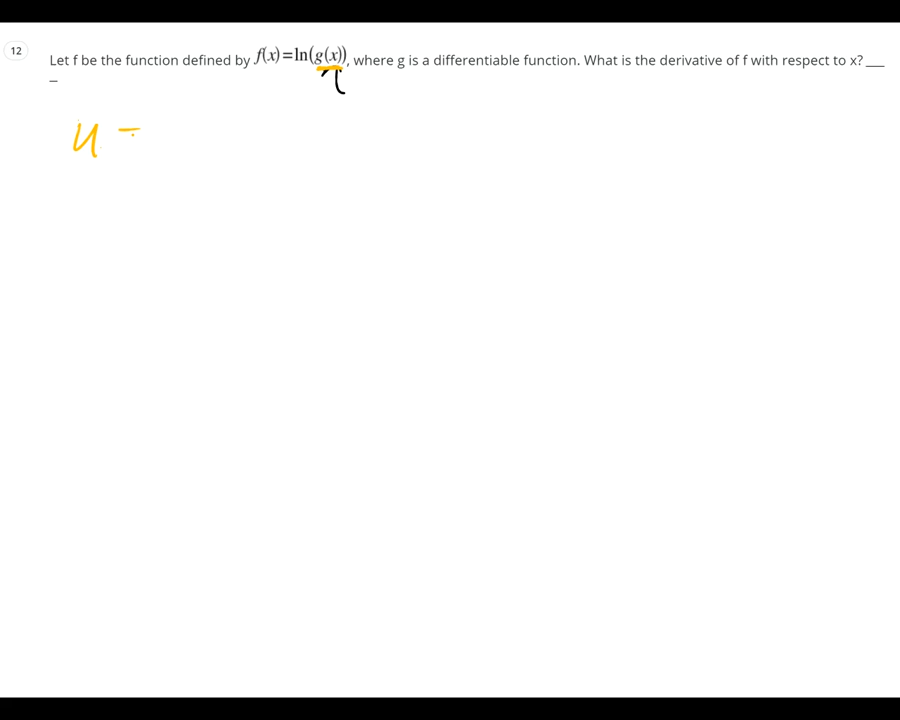 12
Let f be the function defined by f(x)=ln(g(x)), where g is a differentiable function. What is the derivative of f with respect to x? ___
_
u =